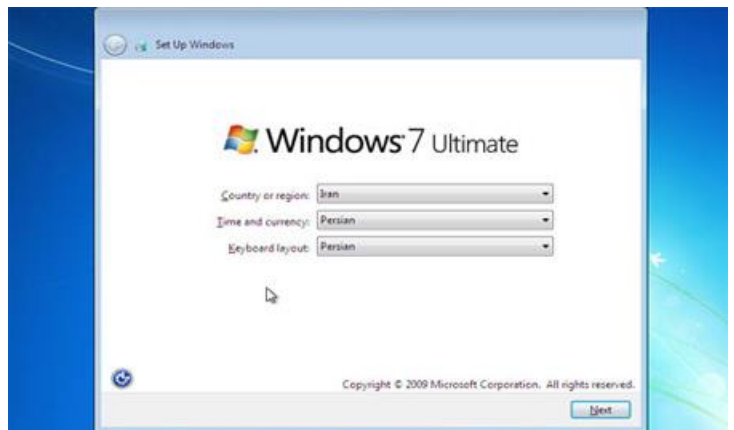 Set Up Windows
Windows 7 Ultimate
Country or region: Iran
Time and currency: Persian
Keyboard layout: Persian
Copyright © 2009 Microsoft Corporation. All rights reserved.
Next